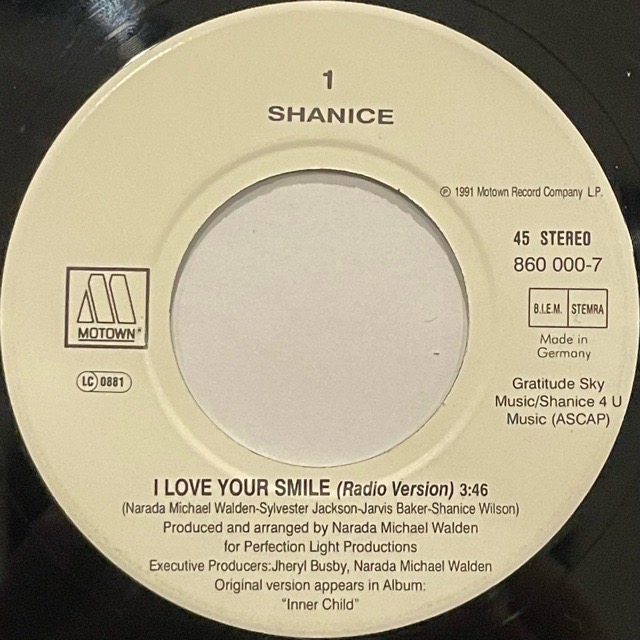 1
SHANICE
℗ 1991 Motown Record Company L.P.
45 STEREO
860 000-7
B.I.E.M. STEMRA
Made in
Germany
MOTOWN
LC 0881
Gratitude Sky
Music/Shanice 4 U
Music (ASCAP)
I LOVE YOUR SMILE (Radio Version) 3:46
(Narada Michael Walden-Sylvester Jackson-Jarvis Baker-Shanice Wilson)
Produced and arranged by Narada Michael Walden
for Perfection Light Productions
Executive Producers:Jheryl Busby, Narada Michael Walden
Original version appears in Album:
"Inner Child"